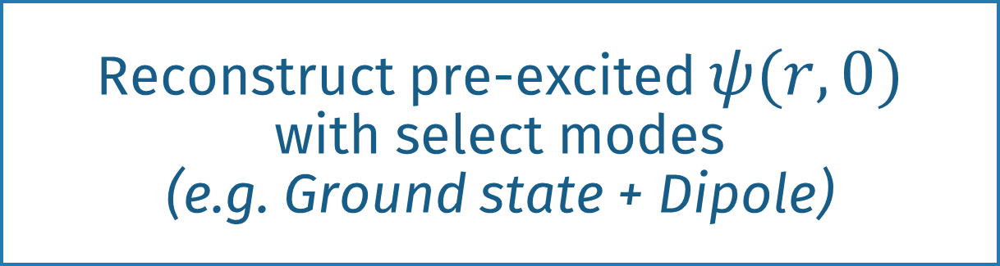 Reconstruct pre-excited ψ(r, 0)
with select modes
(e.g. Ground state + Dipole)